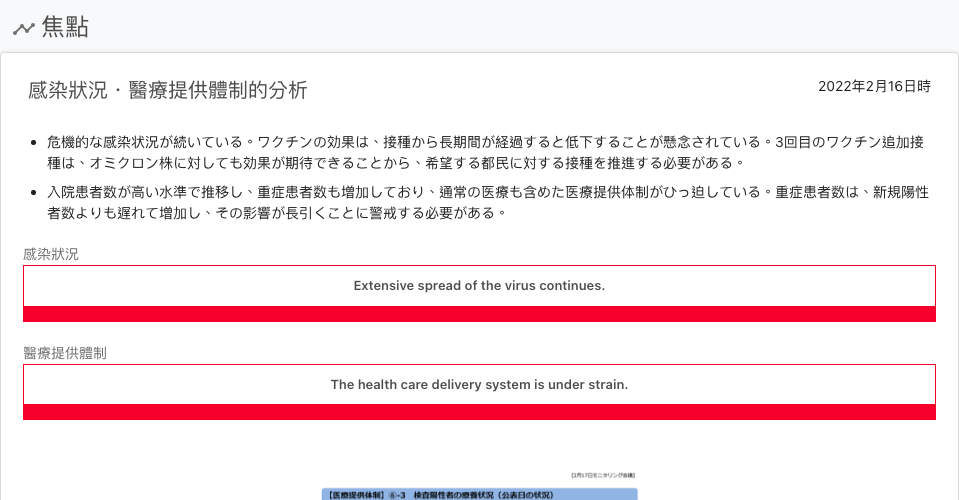 焦點
感染狀況・醫療提供體制的分析
2022年2月16日時
危機的な感染状況が続いている。ワクチンの効果は、接種から長期間が経過すると低下することが懸念されている。3回目のワクチン追加接
種は、オミクロン株に対しても効果が期待できることから、希望する都民に対する接種を推進する必要がある。
入院患者数が高い水準で推移し、重症患者数も増加しており、通常の医療も含めた医療提供体制がひっ迫している。重症患者数は、新規陽性
者数よりも遅れて増加し、その影響が長引くことに警戒する必要がある。
感染狀況
Extensive spread of the virus continues.
醫療提供體制
The health care delivery system is under strain.
【2月17日モニタリング会議】
【医療提供体制】⑥-3 検査陽性者の療養状況（公表日の状況）